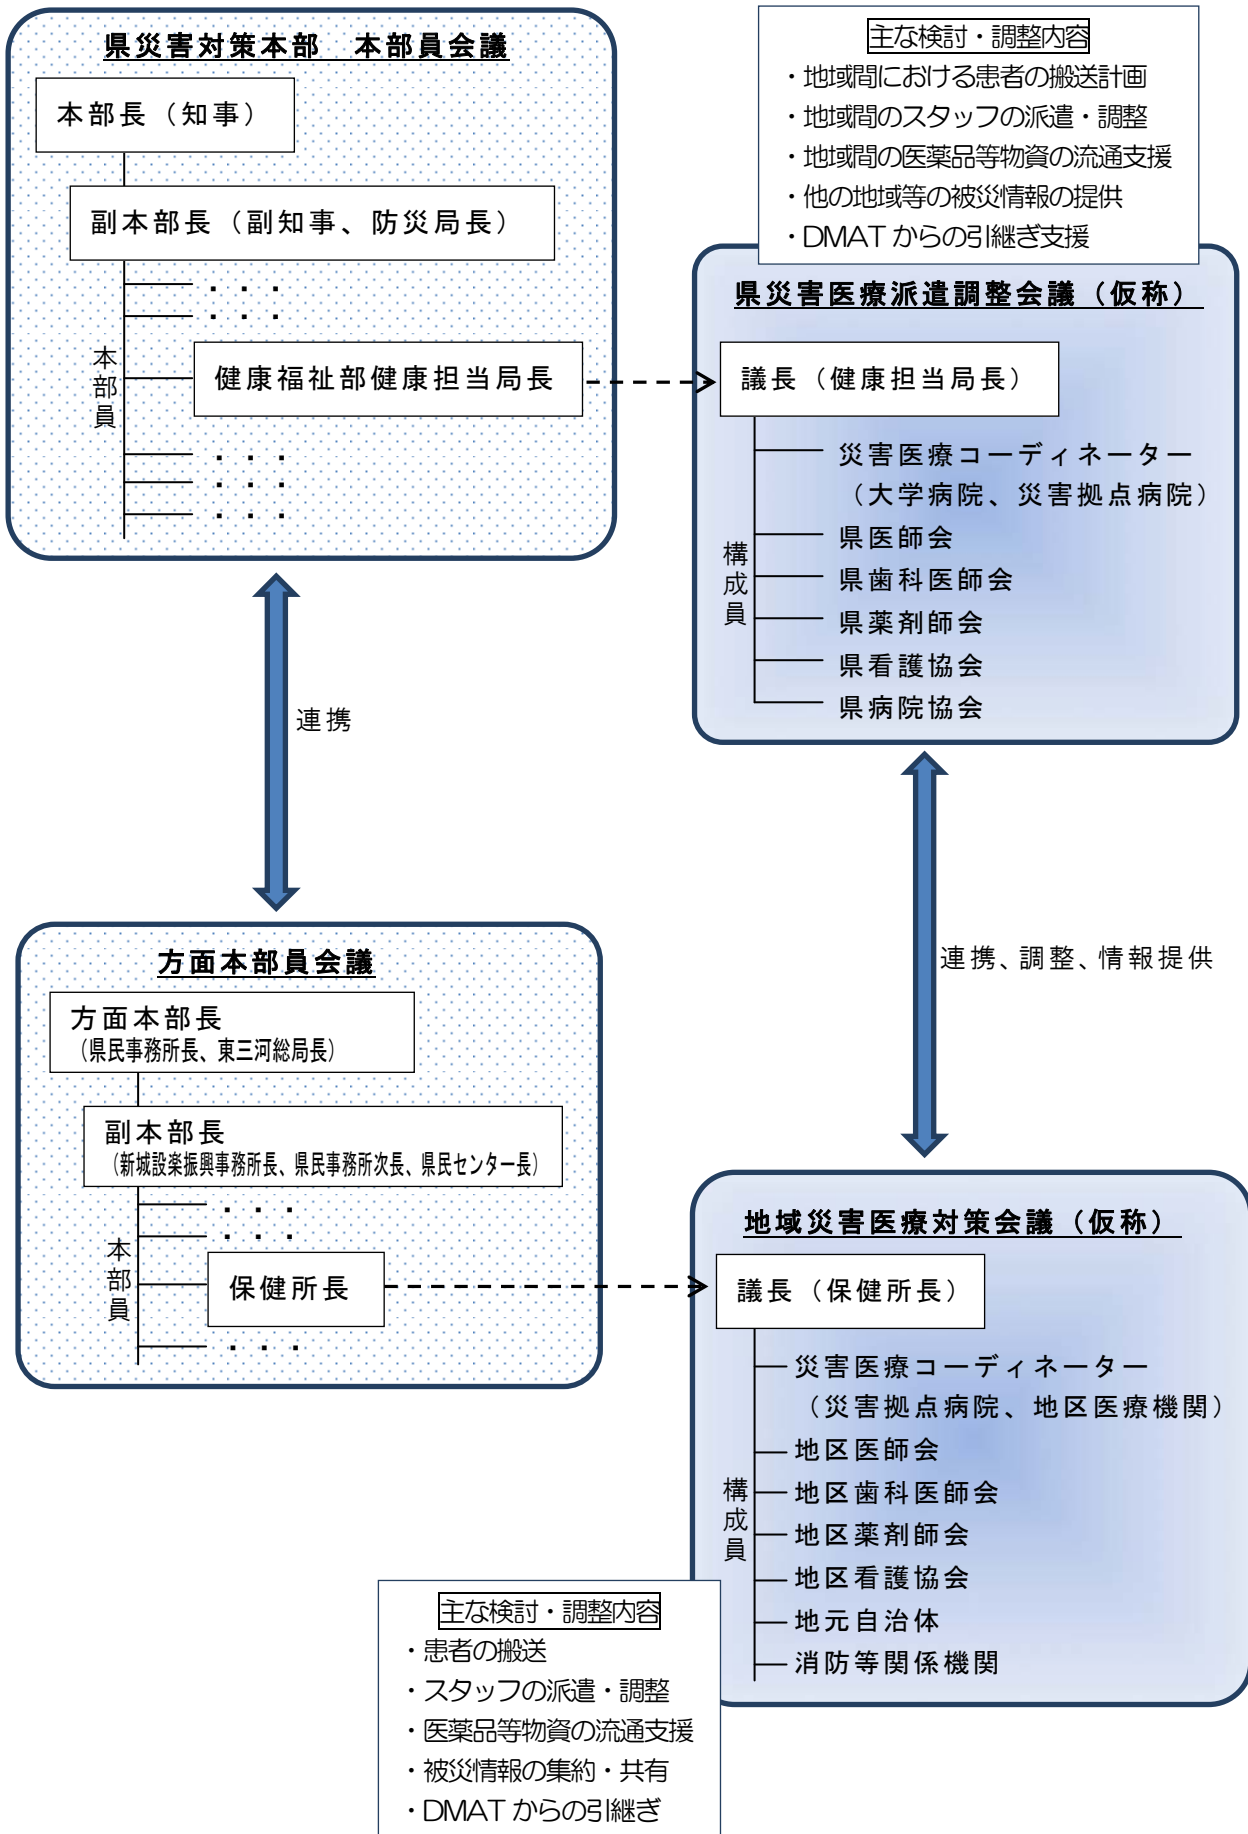 県災害対策本部　本部員会議
本部長（知事）
副本部長（副知事、防災局長）
・・・
・・・
本部員
健康福祉部健康担当局長
・・・
・・・
・・・
主な検討・調整内容
・地域間における患者の搬送計画
・地域間のスタッフの派遣・調整
・地域間の医薬品等物資の流通支援
・他の地域等の被災情報の提供
・DMAT からの引継ぎ支援
県災害医療派遣調整会議（仮称）
議長（健康担当局長）
構成員
災害医療コーディネーター
（大学病院、災害拠点病院）
県医師会
県歯科医師会
県薬剤師会
県看護協会
県病院協会
連携
連携、調整、情報提供
方面本部員会議
方面本部長
（県民事務所長、東三河総局長）
副本部長
（新城設楽振興事務所長、県民事務所次長、県民センター長）
・・・
・・・
本部員
保健所長
・・・
地域災害医療対策会議（仮称）
議長（保健所長）
構成員
災害医療コーディネーター
（災害拠点病院、地区医療機関）
地区医師会
地区歯科医師会
地区薬剤師会
地区看護協会
地元自治体
消防等関係機関
主な検討・調整内容
・患者の搬送
・スタッフの派遣・調整
・医薬品等物資の流通支援
・被災情報の集約・共有
・DMAT からの引継ぎ